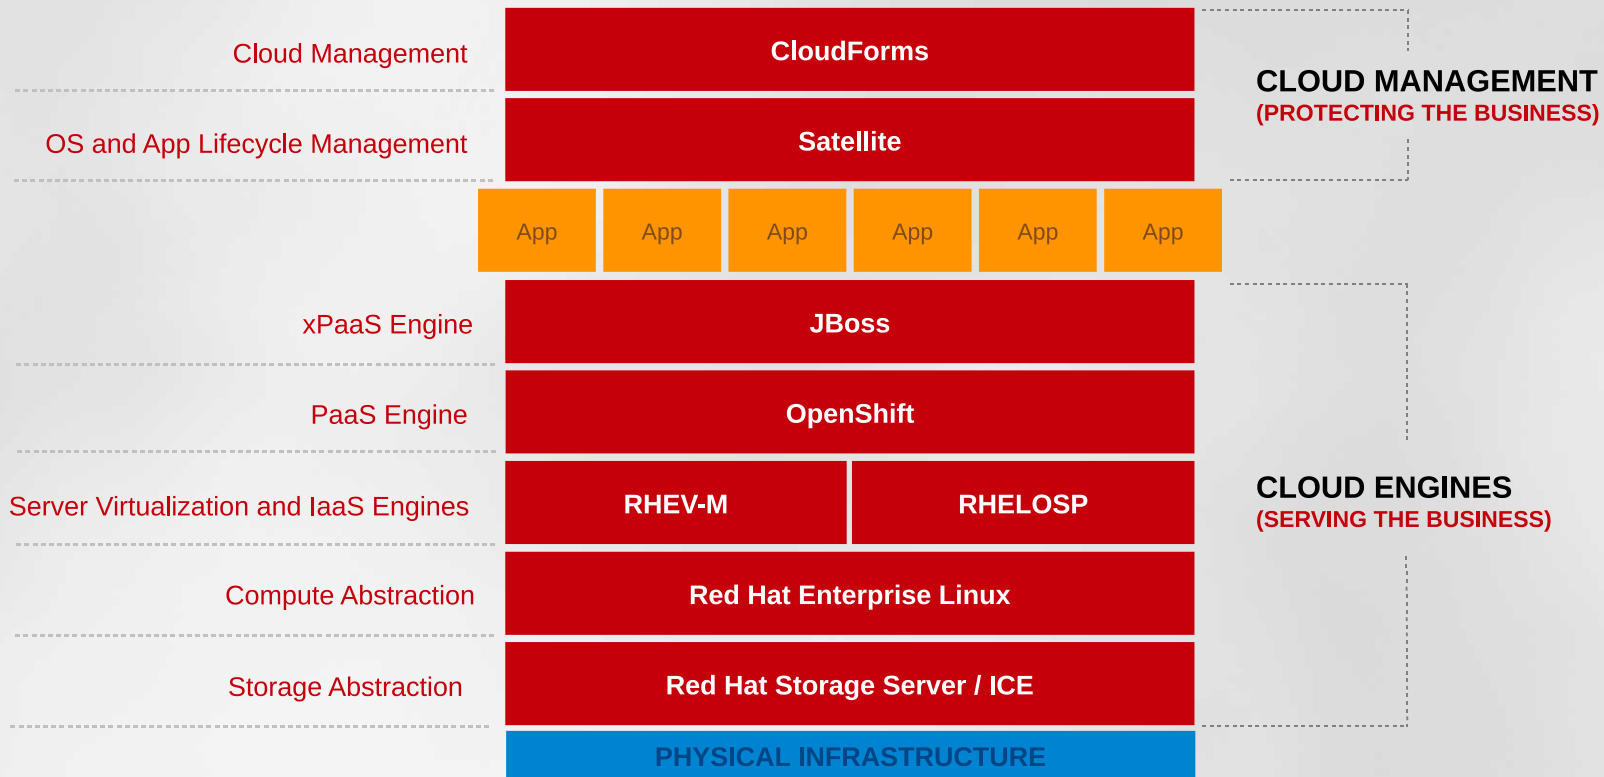 Cloud Management
CloudForms
CLOUD MANAGEMENT
(PROTECTING THE BUSINESS)
OS and App Lifecycle Management
Satellite
App App App App App App
xPaaS Engine
JBoss
PaaS Engine
OpenShift
Server Virtualization and IaaS Engines
RHEV-M
RHELOSP
CLOUD ENGINES
(SERVING THE BUSINESS)
Compute Abstraction
Red Hat Enterprise Linux
Storage Abstraction
Red Hat Storage Server / ICE
PHYSICAL INFRASTRUCTURE